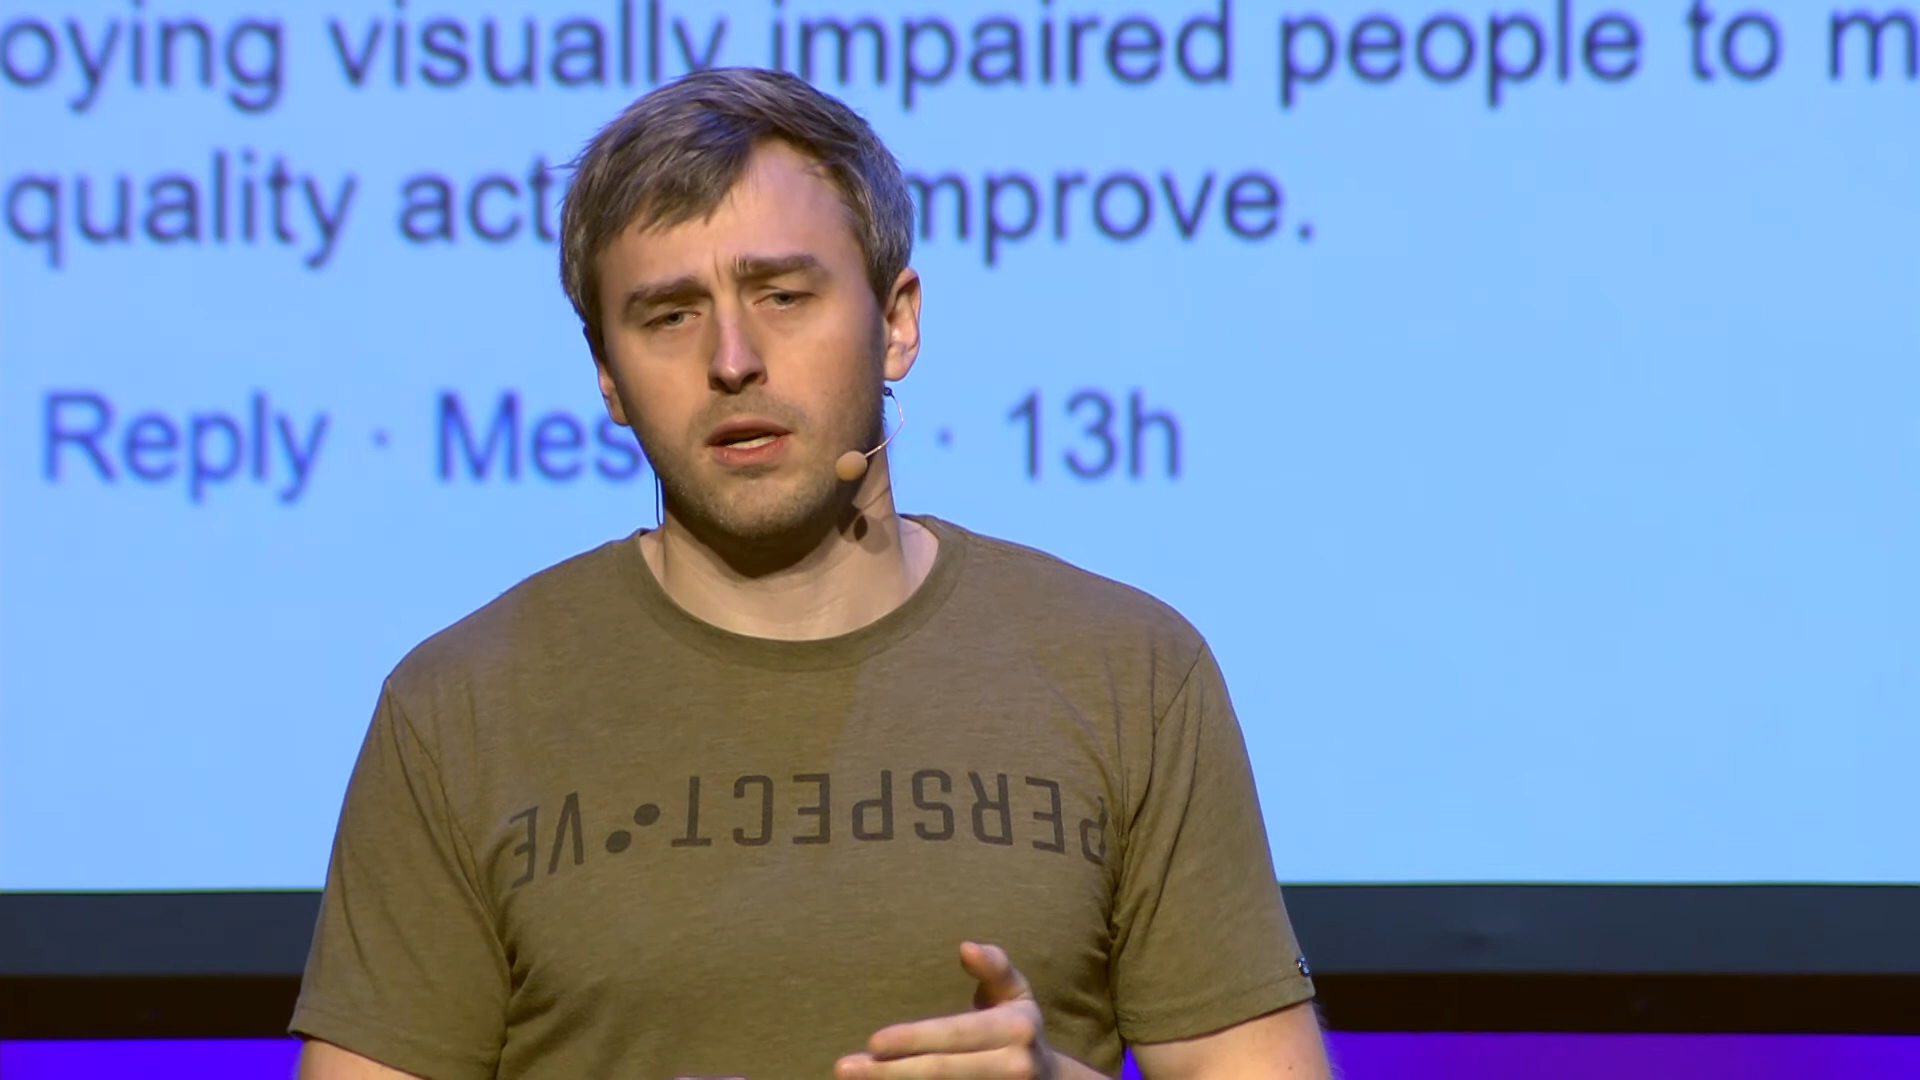 oying visually impaired people to m
quality act mprove.
Reply · Mes · 13h
PERSPECT⠊VE